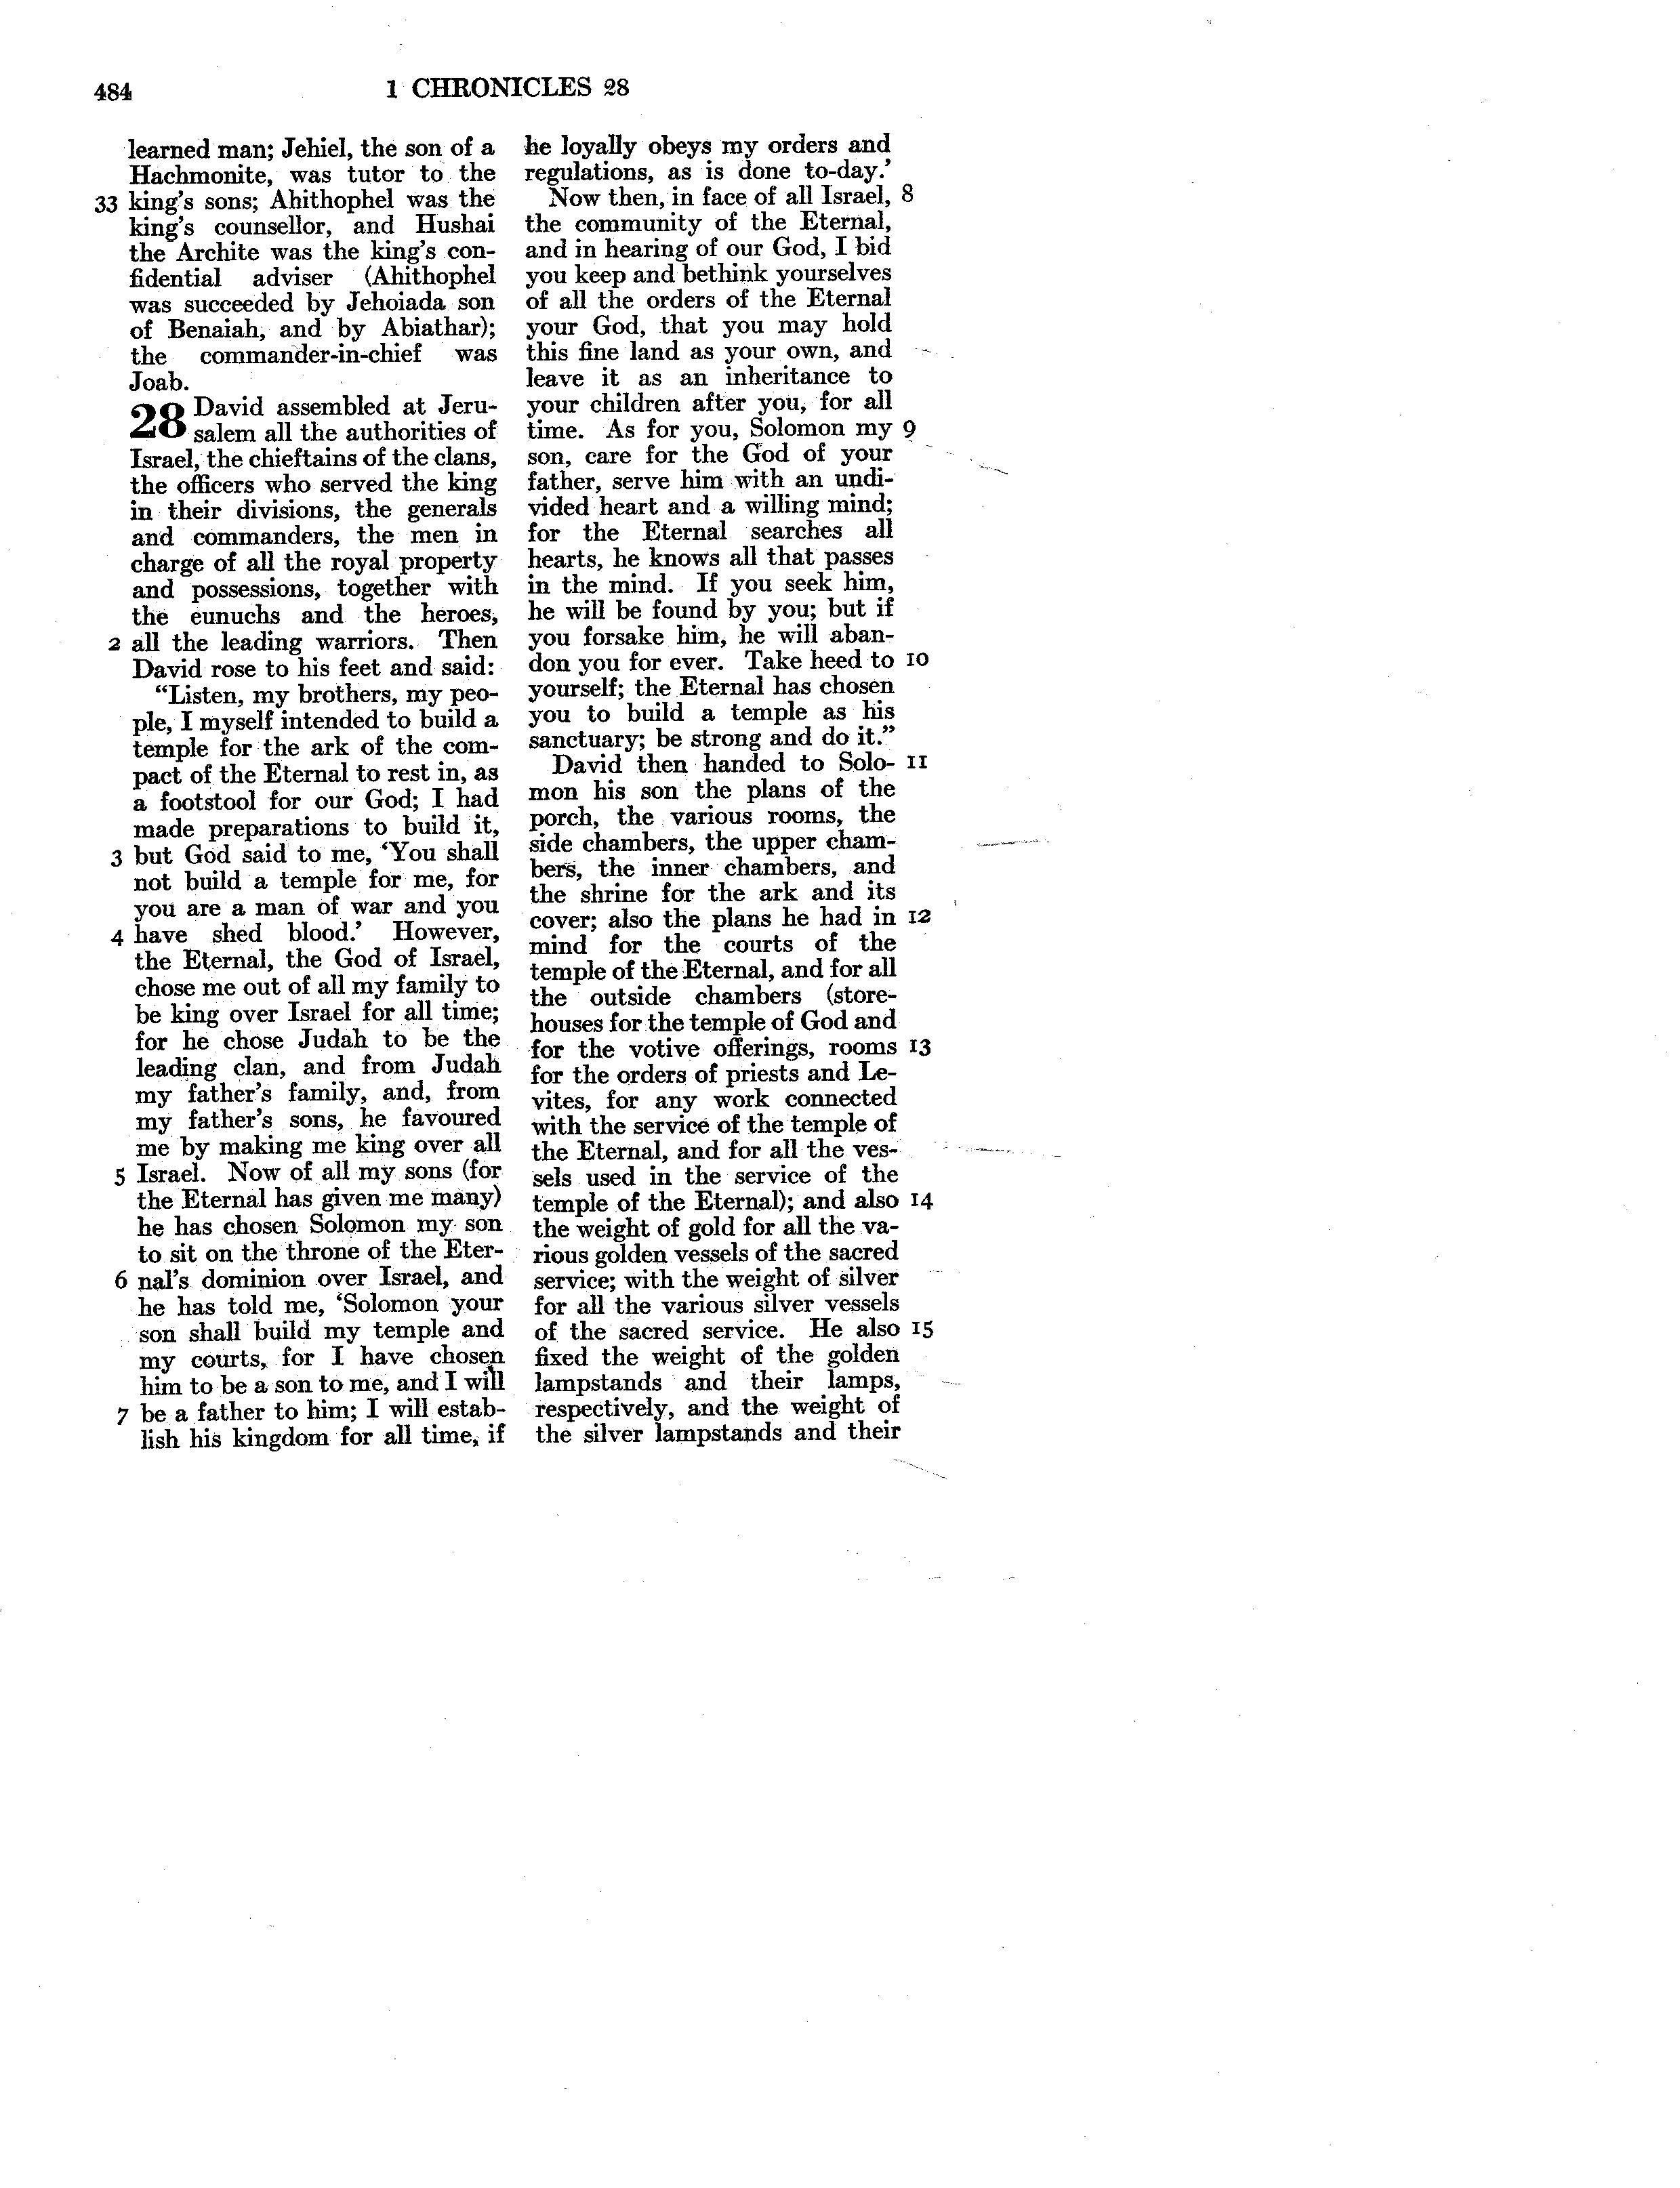 484
1 CHRONICLES 28
learned man; Jehiel, the son of a
Hachmonite, was tutor to the
33 king's sons; Ahithophel was the
king's counsellor, and Hushai
the Archite was the king's con-
fidential adviser (Ahithophel
was succeeded by Jehoiada son
of Benaiah, and by Abiathar);
the commander-in-chief was
Joab.
28 David assembled at Jeru-
salem all the authorities of
Israel, the chieftains of the clans,
the officers who served the king
in their divisions, the generals
and commanders, the men in
charge of all the royal property
and possessions, together with
the eunuchs and the heroes,
2 all the leading warriors. Then
David rose to his feet and said:
“Listen, my brothers, my peo-
ple, I myself intended to build a
temple for the ark of the com-
pact of the Eternal to rest in, as
a footstool for our God; I had
made preparations to build it,
3 but God said to me, ‘You shall
not build a temple for me, for
you are a man of war and you
4 have shed blood.’ However,
the Eternal, the God of Israel,
chose me out of all my family to
be king over Israel for all time;
for he chose Judah to be the
leading clan, and from Judah
my father's family, and, from
my father's sons, he favoured
me by making me king over all
5 Israel. Now of all my sons (for
the Eternal has given me many)
he has chosen Solomon my son
to sit on the throne of the Eter-
6 nal's dominion over Israel, and
he has told me, ‘Solomon your
son shall build my temple and
my courts, for I have chosen
him to be a son to me, and I will
7 be a father to him; I will estab-
lish his kingdom for all time, if
he loyally obeys my orders and
regulations, as is done to-day.’
Now then, in face of all Israel, 8
the community of the Eternal,
and in hearing of our God, I bid
you keep and bethink yourselves
of all the orders of the Eternal
your God, that you may hold
this fine land as your own, and
leave it as an inheritance to
your children after you, for all
time. As for you, Solomon my 9
son, care for the God of your
father, serve him with an undi-
vided heart and a willing mind;
for the Eternal searches all
hearts, he knows all that passes
in the mind. If you seek him,
he will be found by you; but if
you forsake him, he will aban-
don you for ever. Take heed to 10
yourself; the Eternal has chosen
you to build a temple as his
sanctuary; be strong and do it.”
David then handed to Solo- 11
mon his son the plans of the
porch, the various rooms, the
side chambers, the upper cham-
bers, the inner chambers, and
the shrine for the ark and its
cover; also the plans he had in 12
mind for the courts of the
temple of the Eternal, and for all
the outside chambers (store-
houses for the temple of God and
for the votive offerings, rooms 13
for the orders of priests and Le-
vites, for any work connected
with the service of the temple of
the Eternal, and for all the ves-
sels used in the service of the
temple of the Eternal); and also 14
the weight of gold for all the va-
rious golden vessels of the sacred
service; with the weight of silver
for all the various silver vessels
of the sacred service. He also 15
fixed the weight of the golden
lampstands and their lamps,
respectively, and the weight of
the silver lampstands and their